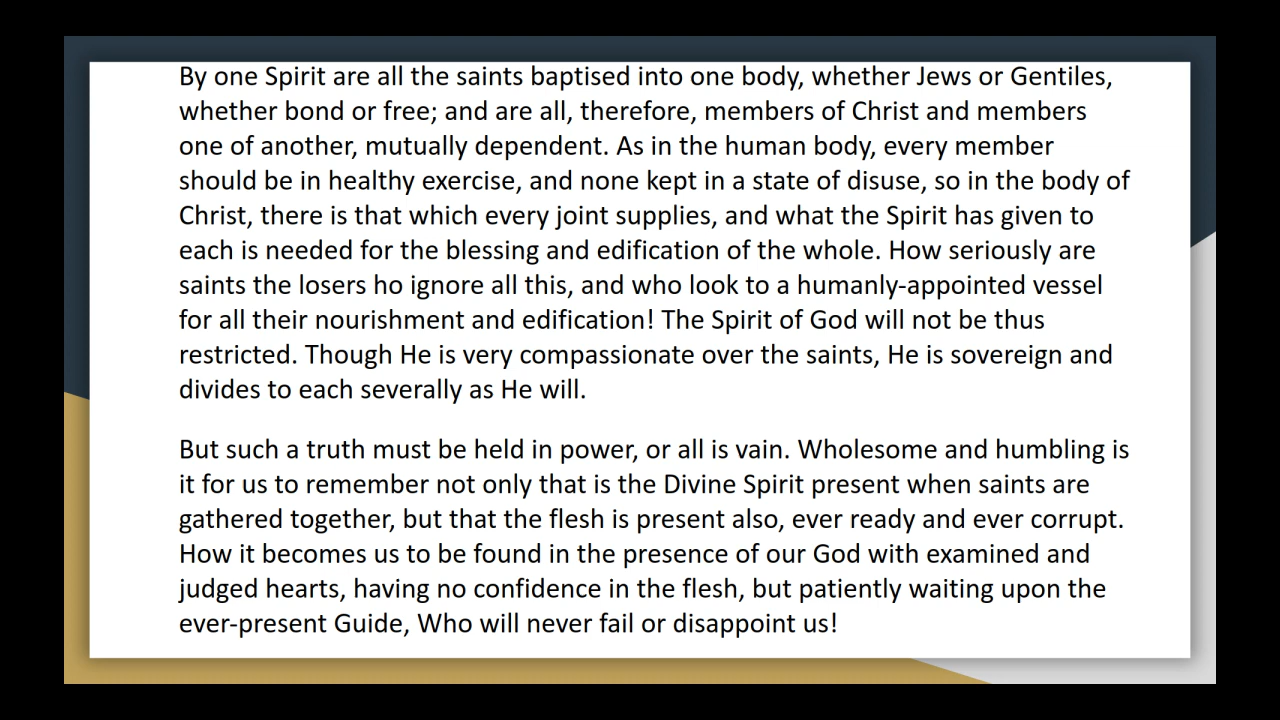 By one Spirit are all the saints baptised into one body, whether Jews or Gentiles,
whether bond or free; and are all, therefore, members of Christ and members
one of another, mutually dependent. As in the human body, every member
should be in healthy exercise, and none kept in a state of disuse, so in the body of
Christ, there is that which every joint supplies, and what the Spirit has given to
each is needed for the blessing and edification of the whole. How seriously are
saints the losers ho ignore all this, and who look to a humanly-appointed vessel
for all their nourishment and edification! The Spirit of God will not be thus
restricted. Though He is very compassionate over the saints, He is sovereign and
divides to each severally as He will.
But such a truth must be held in power, or all is vain. Wholesome and humbling is
it for us to remember not only that is the Divine Spirit present when saints are
gathered together, but that the flesh is present also, ever ready and ever corrupt.
How it becomes us to be found in the presence of our God with examined and
judged hearts, having no confidence in the flesh, but patiently waiting upon the
ever-present Guide, Who will never fail or disappoint us!